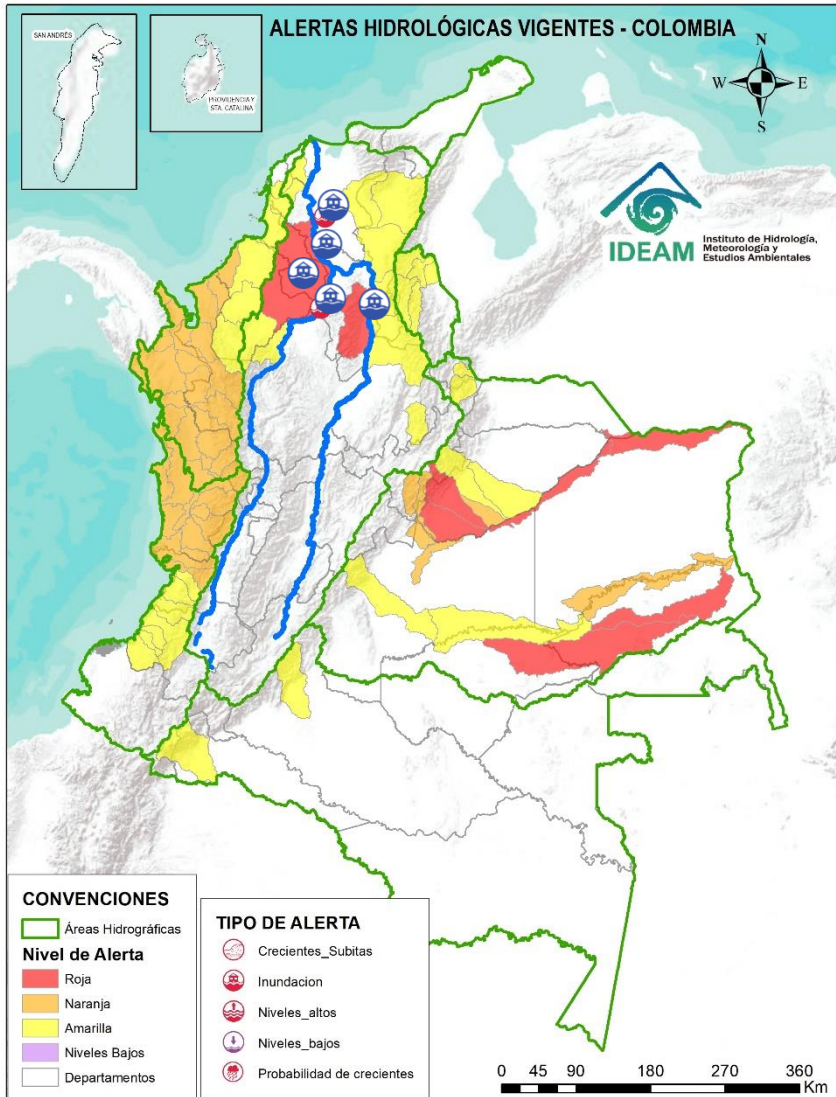 ALERTAS HIDROLÓGICAS VIGENTES - COLOMBIA
SAN ANDRÉS
PROVIDENCIA Y
STA. CATALINA
N
W
E
S
IDEAM
Instituto de Hidrología,
Meteorología y
Estudios Ambientales
CONVENCIONES
Áreas Hidrográficas
Nivel de Alerta
Roja
Naranja
Amarilla
Niveles Bajos
Departamentos
TIPO DE ALERTA
Crecientes_Subitas
Inundacion
Niveles_altos
Niveles_bajos
Probabilidad de crecientes
0 45 90 180 270 360
Km